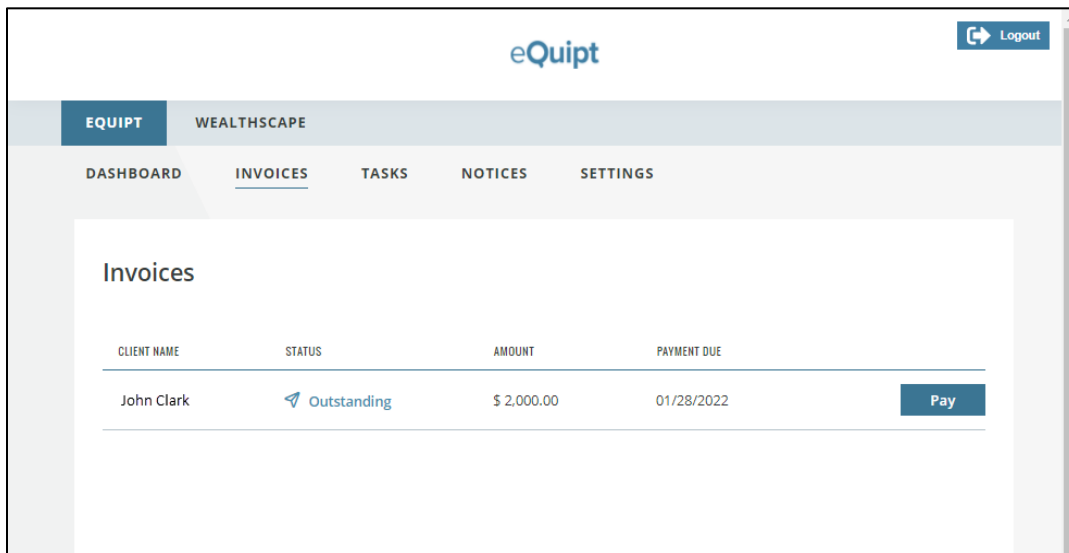 eQuipt
Logout
EQUIPT WEALTHSCAPE
DASHBOARD INVOICES TASKS NOTICES SETTINGS
Invoices
CLIENT NAME STATUS AMOUNT PAYMENT DUE
John Clark Outstanding $ 2,000.00 01/28/2022 Pay